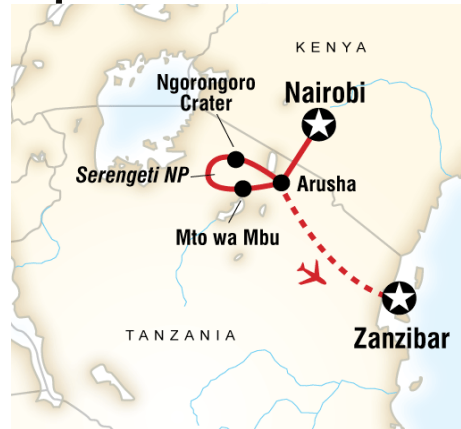 KENYA
Ngorongoro
Crater
Nairobi
Serengeti NP
Arusha
Mto wa Mbu
Zanzibar
TANZANIA